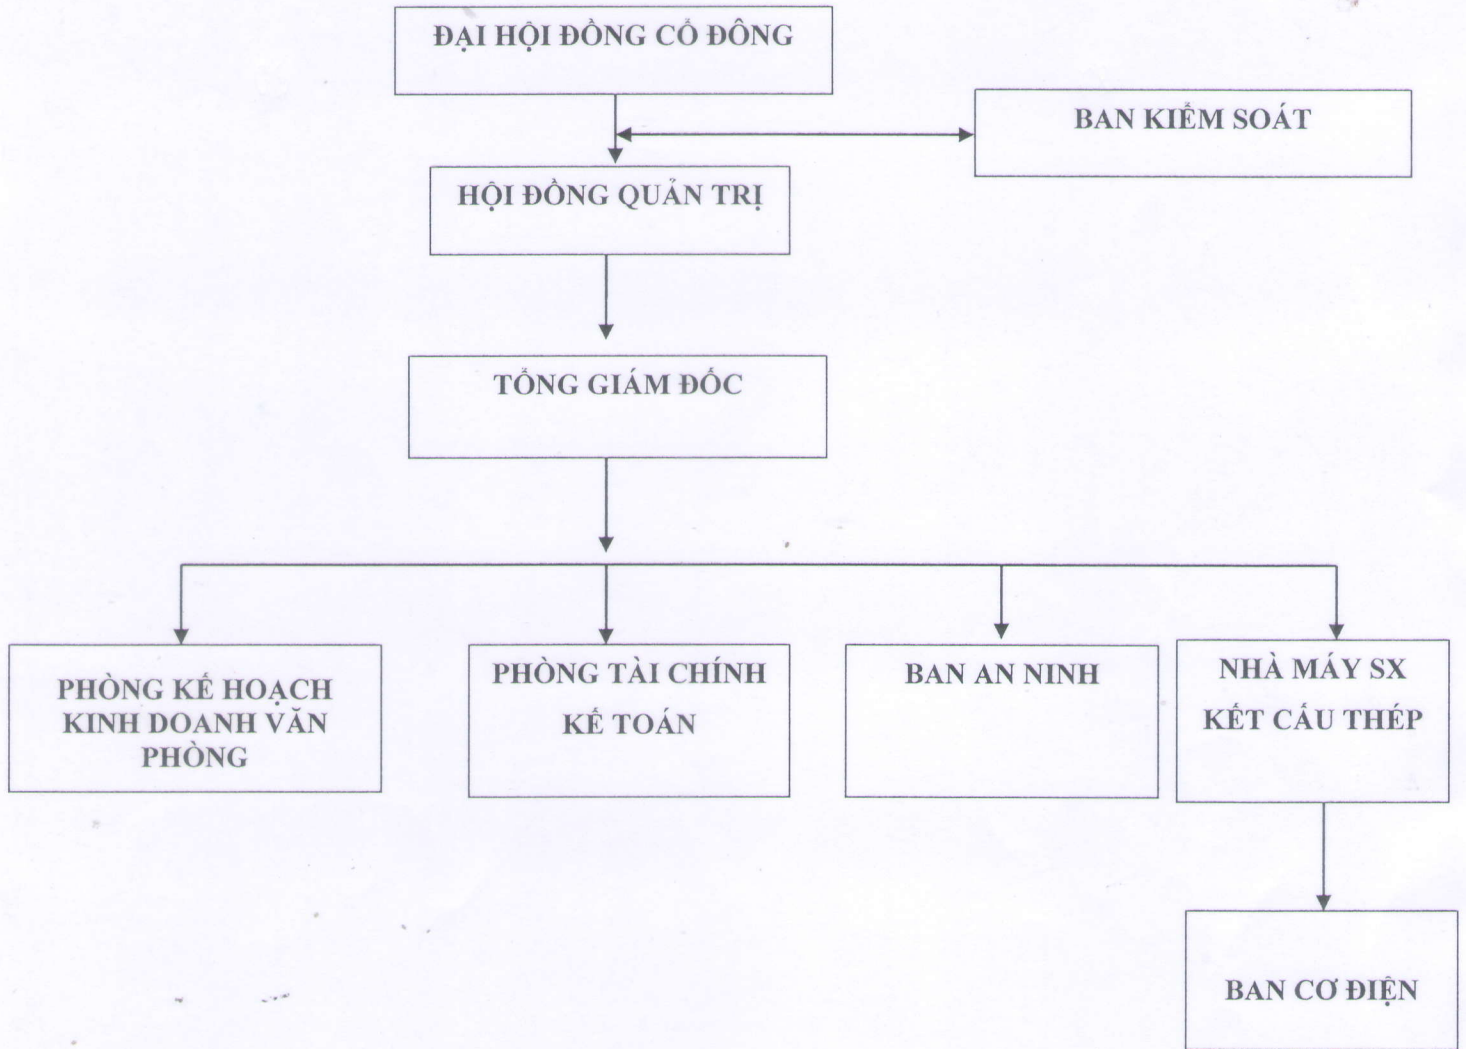 ĐẠI HỘI ĐỒNG CỔ ĐÔNG
BAN KIỂM SOÁT
HỘI ĐỒNG QUẢN TRỊ
TỔNG GIÁM ĐỐC
PHÒNG KẾ HOẠCH
KINH DOANH VĂN
PHÒNG
PHÒNG TÀI CHÍNH
KẾ TOÁN
BAN AN NINH
NHÀ MÁY SX
KẾT CẤU THÉP
BAN CƠ ĐIỆN